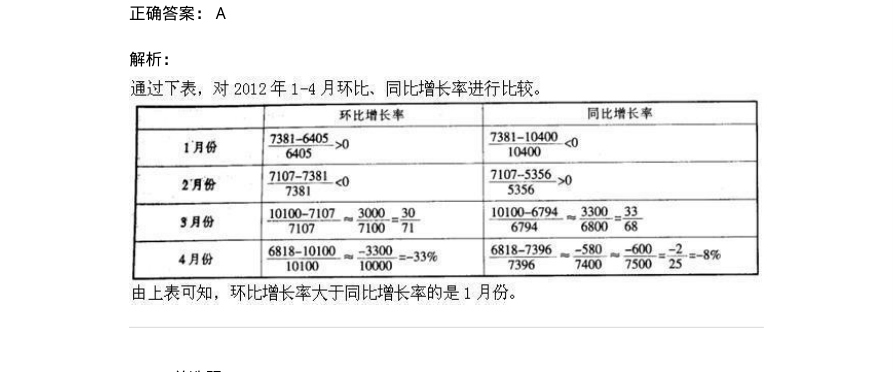 正确答案： A
解析：
通过下表，对 2012 年 1-4 月环比、同比增长率进行比较。
环比增长率 同比增长率
1月份 (7381-6405)/6405 >0 (7381-10400)/10400 <0
2月份 (7107-7381)/7381 <0 (7107-5356)/5356 >0
3月份 (10100-7107)/7107 ≈ 3000/7100 = 30/71 (10100-6794)/6794 ≈ 3300/6800 = 33/68
4月份 (6818-10100)/10100 ≈ -3300/10000 =-33% (6818-7396)/7396 ≈ -580/7400 ≈ -600/7500 = -2/25 =-8%
由上表可知，环比增长率大于同比增长率的是 1 月份。